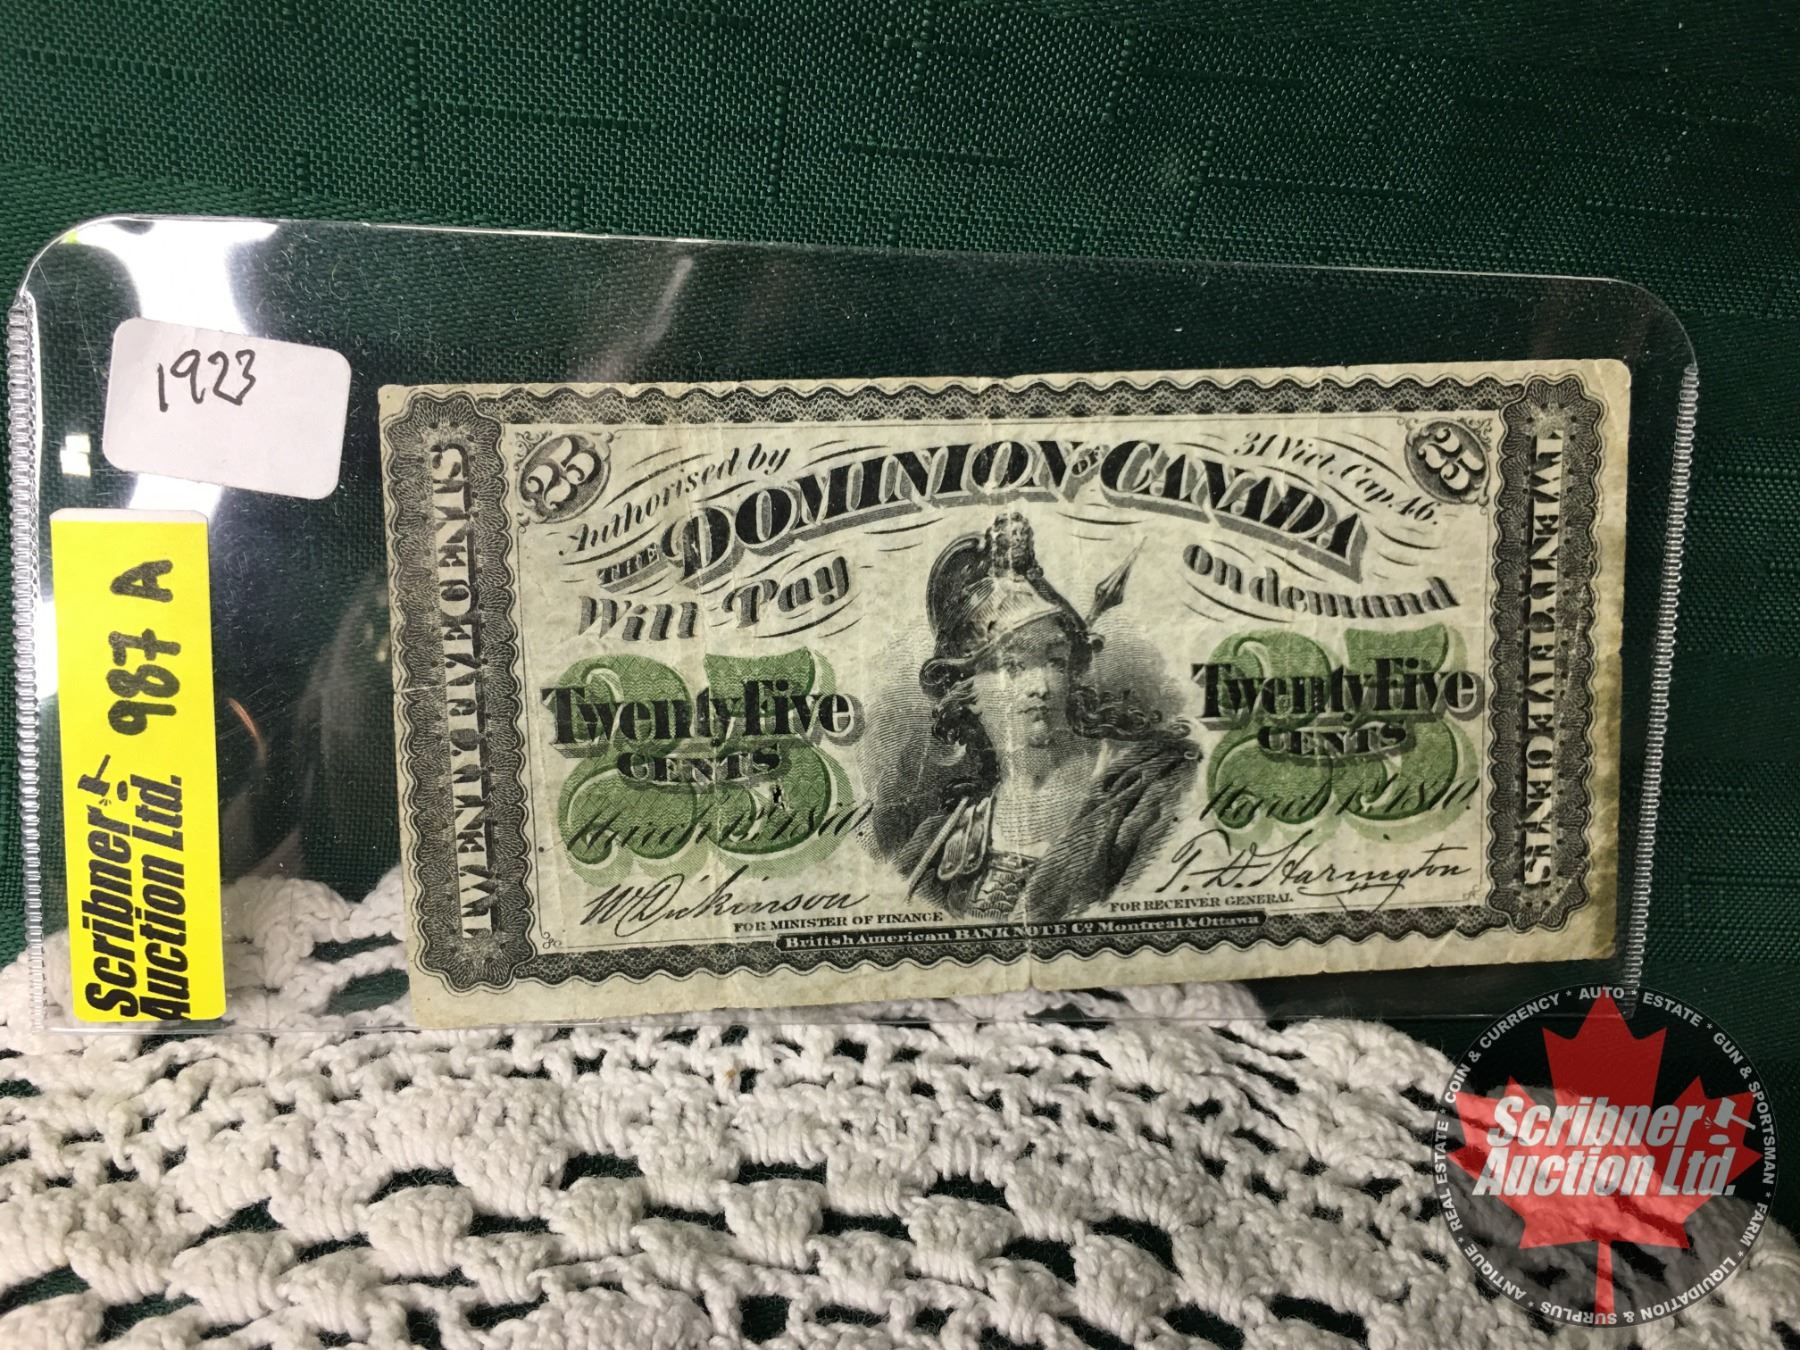 1923
987 A
Scribner
Auction Ltd.
25
Authorised by
31 Vict. Cap. 46.
25
THE DOMINION OF CANADA
Will Pay
on demand
TWENTY FIVE CENTS
TWENTY FIVE CENTS
25
Twenty Five
CENTS
March 1st, 1870.
25
Twenty Five
CENTS
March 1st, 1870.
W Dickinson
FOR MINISTER OF FINANCE
T. D. Harington
FOR RECEIVER GENERAL
British American BANK NOTE Co Montreal & Ottawa
REAL ESTATE * COIN & CURRENCY * AUTO * ESTATE * GUN & SPORTSMAN * FARM * LIQUIDATION & SURPLUS * ANTIQUE *
Scribner
Auction Ltd.